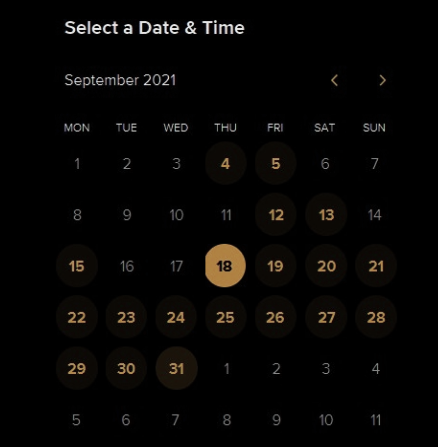 Select a Date & Time
September 2021
MON TUE WED THU FRI SAT SUN
1 2 3 4 5 6 7
8 9 10 11 12 13 14
15 16 17 18 19 20 21
22 23 24 25 26 27 28
29 30 31 1 2 3 4
5 6 7 8 9 10 11